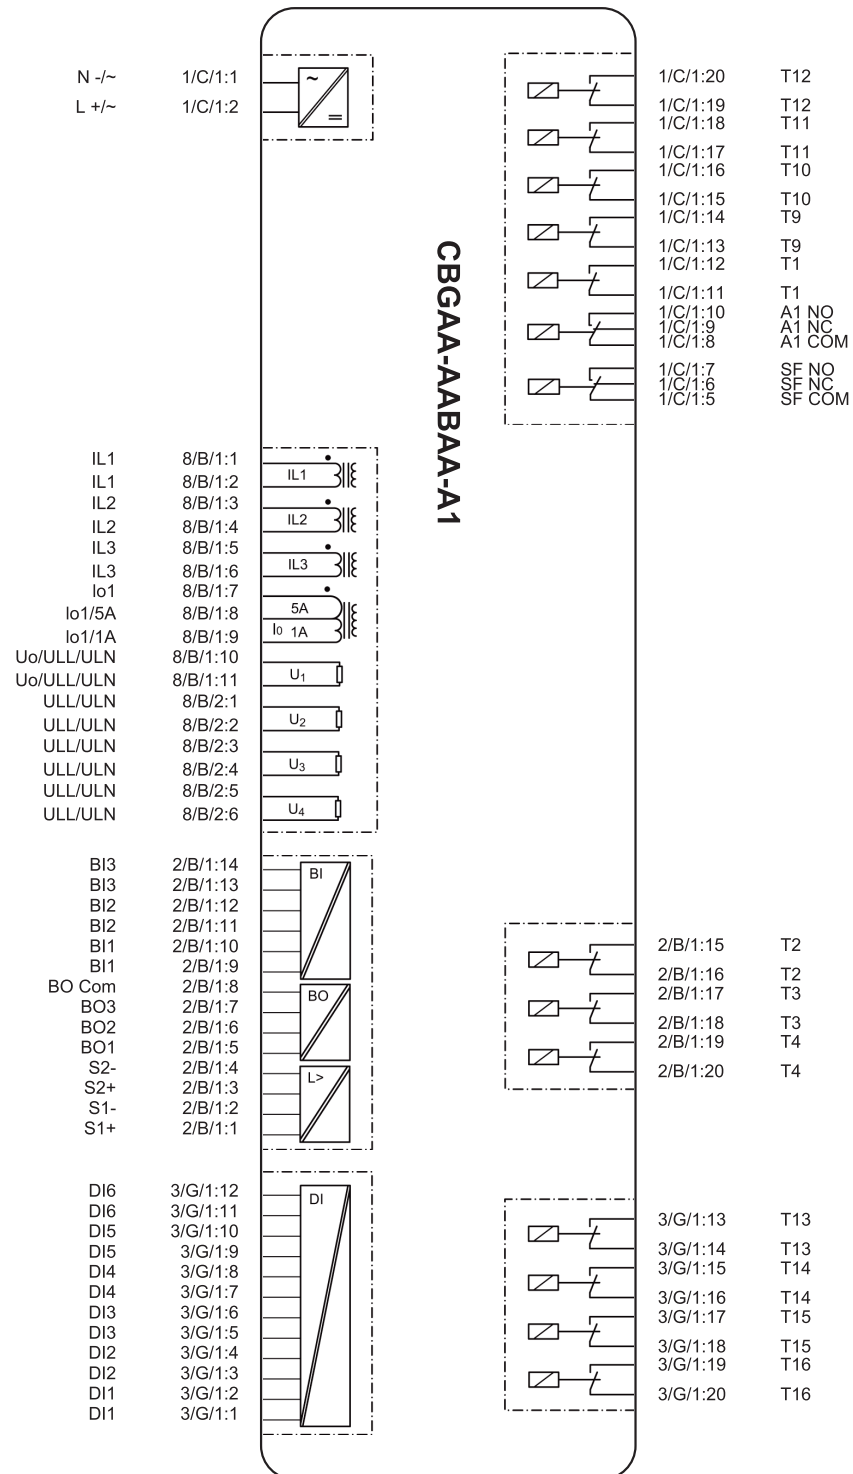 N -/~ 1/C/1:1
L +/~ 1/C/1:2
~
=
1/C/1:20 T12
1/C/1:19 T12
1/C/1:18 T11
1/C/1:17 T11
1/C/1:16 T10
1/C/1:15 T10
1/C/1:14 T9
1/C/1:13 T9
1/C/1:12 T1
1/C/1:11 T1
1/C/1:10 A1 NO
1/C/1:9 A1 NC
1/C/1:8 A1 COM
1/C/1:7 SF NO
1/C/1:6 SF NC
1/C/1:5 SF COM
CBGAA-AABAA-A1
IL1 8/B/1:1
IL1
IL1 8/B/1:2
IL2 8/B/1:3
IL2
IL2 8/B/1:4
IL3 8/B/1:5
IL3
IL3 8/B/1:6
Io1 8/B/1:7
5A
Io1/5A 8/B/1:8
I0 1A
Io1/1A 8/B/1:9
Uo/ULL/ULN 8/B/1:10
U1
Uo/ULL/ULN 8/B/1:11
ULL/ULN 8/B/2:1
U2
ULL/ULN 8/B/2:2
ULL/ULN 8/B/2:3
U3
ULL/ULN 8/B/2:4
ULL/ULN 8/B/2:5
U4
ULL/ULN 8/B/2:6
BI3 2/B/1:14
BI
BI3 2/B/1:13
BI2 2/B/1:12
BI2 2/B/1:11
BI1 2/B/1:10
BI1 2/B/1:9
BO Com 2/B/1:8
BO
BO3 2/B/1:7
BO2 2/B/1:6
BO1 2/B/1:5
S2- 2/B/1:4
L>
S2+ 2/B/1:3
S1- 2/B/1:2
S1+ 2/B/1:1
2/B/1:15 T2
2/B/1:16 T2
2/B/1:17 T3
2/B/1:18 T3
2/B/1:19 T4
2/B/1:20 T4
DI6 3/G/1:12
DI
DI6 3/G/1:11
DI5 3/G/1:10
DI5 3/G/1:9
DI4 3/G/1:8
DI4 3/G/1:7
DI3 3/G/1:6
DI3 3/G/1:5
DI2 3/G/1:4
DI2 3/G/1:3
DI1 3/G/1:2
DI1 3/G/1:1
3/G/1:13 T13
3/G/1:14 T13
3/G/1:15 T14
3/G/1:16 T14
3/G/1:17 T15
3/G/1:18 T15
3/G/1:19 T16
3/G/1:20 T16